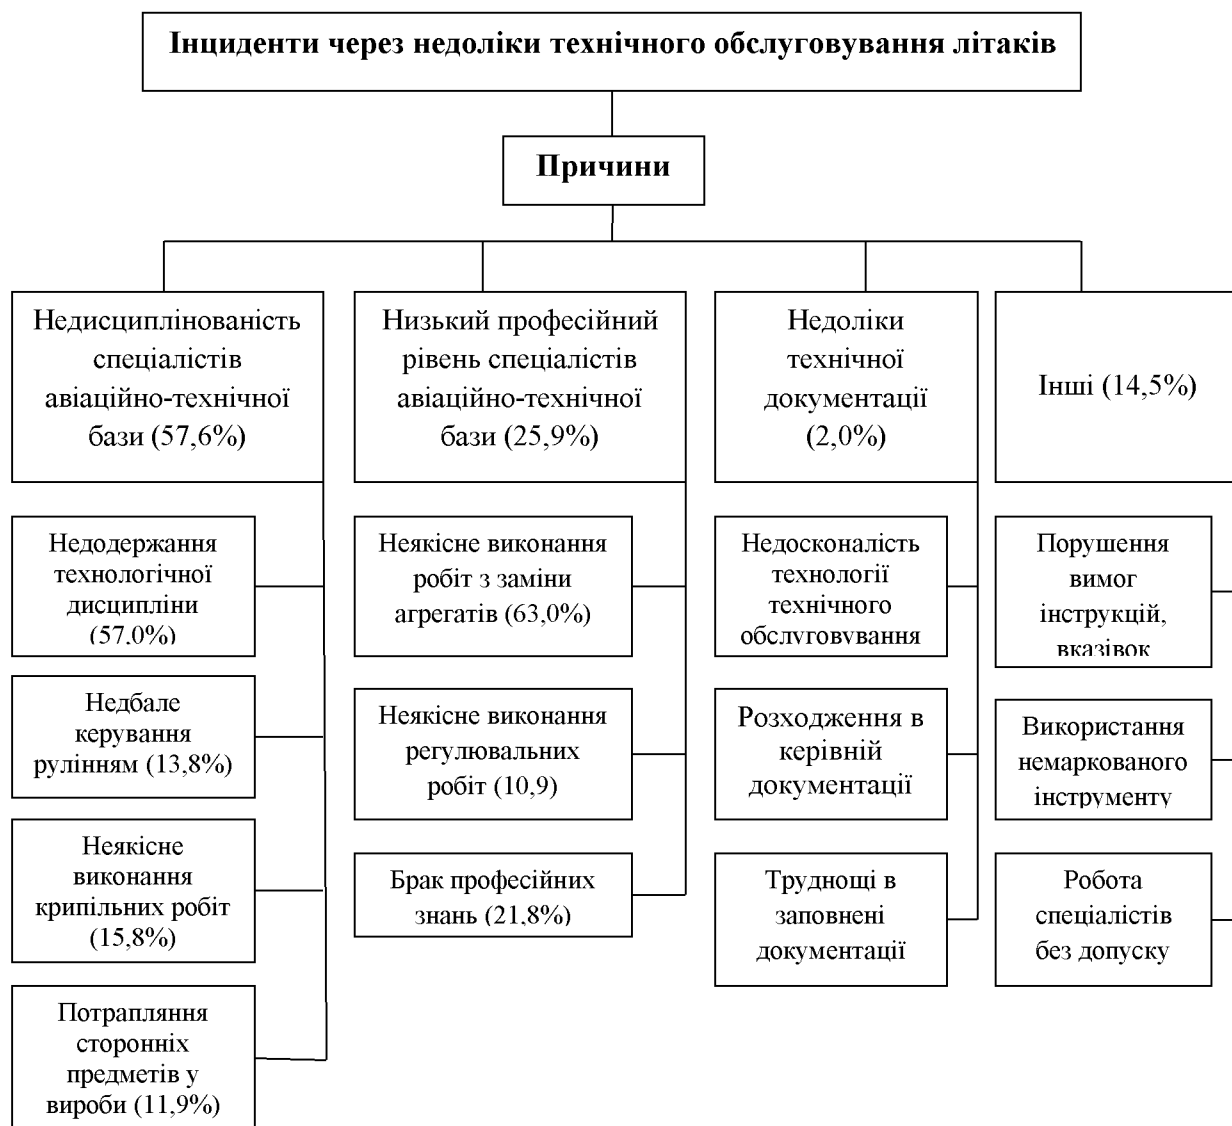 Інциденти через недоліки технічного обслуговування літаків
Причини
Недисциплінованість
спеціалістів
авіаційно-технічної
бази (57,6%)
Низький професійний
рівень спеціалістів
авіаційно-технічної
бази (25,9%)
Недоліки
технічної
документації
(2,0%)
Інші (14,5%)
Недодержання
технологічної
дисципліни
(57,0%)
Недбале
керування
рулінням (13,8%)
Неякісне
виконання
крипільних робіт
(15,8%)
Потрапляння
сторонніх
предметів у
вироби (11,9%)
Неякісне виконання
робіт з заміни
агрегатів (63,0%)
Неякісне виконання
регулювальних
робіт (10,9)
Брак професійних
знань (21,8%)
Недосконалість
технології
технічного
обслуговування
Розходження в
керівній
документації
Труднощі в
заповнені
документації
Порушення
вимог
інструкцій,
вказівок
Використання
немаркованого
інструменту
Робота
спеціалістів
без допуску